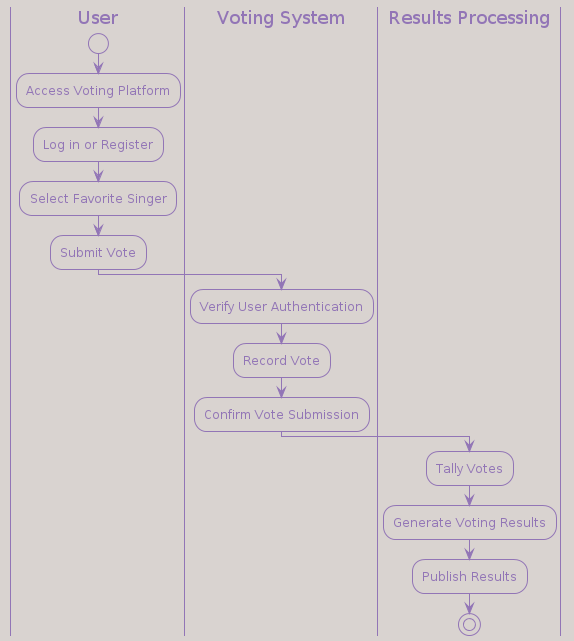 User
Voting System
Results Processing
Access Voting Platform
Log in or Register
Select Favorite Singer
Submit Vote
Verify User Authentication
Record Vote
Confirm Vote Submission
Tally Votes
Generate Voting Results
Publish Results